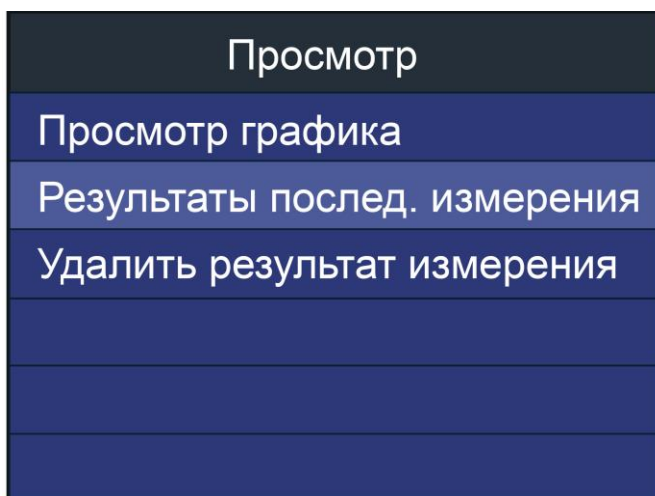 Просмотр
Просмотр графика
Результаты послед. измерения
Удалить результат измерения